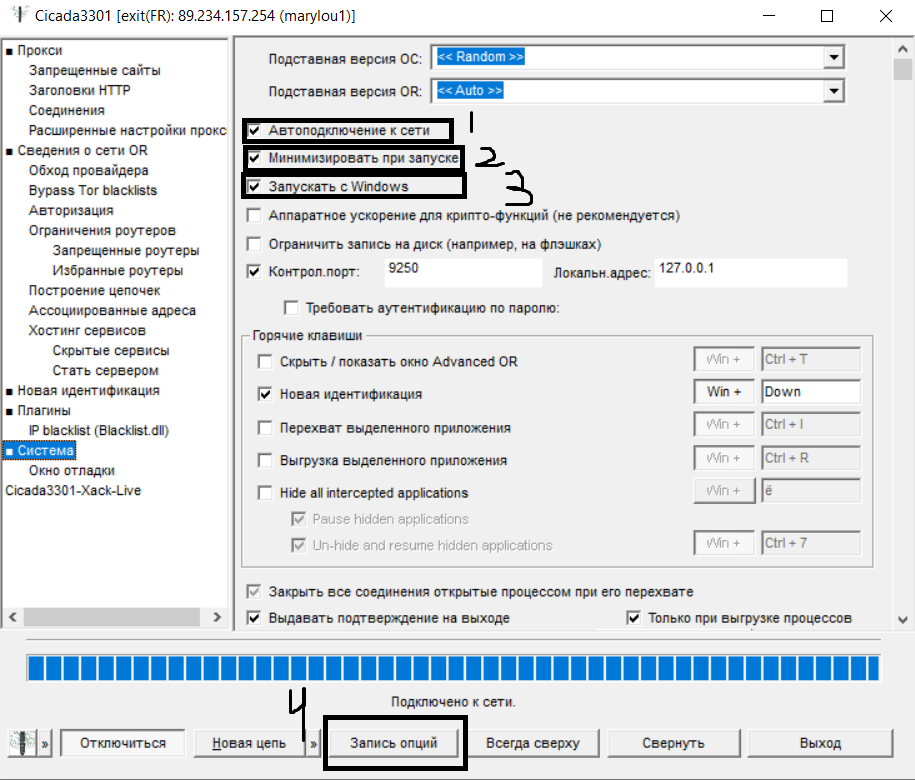 Cicada3301 [exit(FR): 89.234.157.254 (marylou1)]
Прокси
Запрещенные сайты
Заголовки HTTP
Соединения
Расширенные настройки прокс
Сведения о сети OR
Обход провайдера
Bypass Tor blacklists
Авторизация
Ограничения роутеров
Запрещенные роутеры
Избранные роутеры
Построение цепочек
Ассоциированные адреса
Хостинг сервисов
Скрытые сервисы
Стать сервером
Новая идентификация
Плагины
IP blacklist (Blacklist.dll)
Система
Окно отладки
Cicada3301-Xack-Live
Подставная версия ОС: << Random >>
Подставная версия OR: << Auto >>
Автоподключение к сети 1
Минимизировать при запуске 2
Запускать с Windows 3
Аппаратное ускорение для крипто-функций (не рекомендуется)
Ограничить запись на диск (например, на флэшках)
Контрол.порт: 9250 Локальн.адрес: 127.0.0.1
Требовать аутентификацию по паролю:
Горячие клавиши
Скрыть / показать окно Advanced OR Win + Ctrl + T
Новая идентификация Win + Down
Перехват выделенного приложения Win + Ctrl + I
Выгрузка выделенного приложения Win + Ctrl + R
Hide all intercepted applications Win + ё
Pause hidden applications
Un-hide and resume hidden applications Win + Ctrl + 7
Закрыть все соединения открытые процессом при его перехвате
Выдавать подтверждение на выходе Только при выгрузке процессов
Подключено к сети.
4
» Отключиться Новая цепь » Запись опций Всегда сверху Свернуть Выход